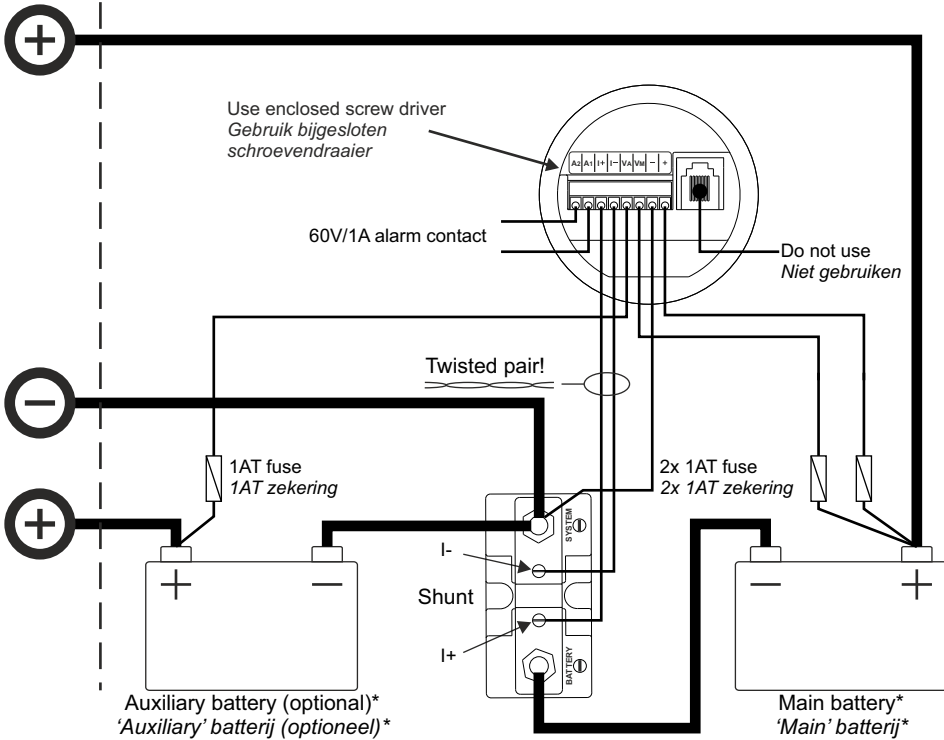 +
Use enclosed screw driver
Gebruik bijgesloten
schroevendraaier
A2 A1 I+ I- VA VM - +
60V/1A alarm contact
Do not use
Niet gebruiken
Twisted pair!
−
1AT fuse
1AT zekering
2x 1AT fuse
2x 1AT zekering
+
SYSTEM
I-
Shunt
I+
BATTERY
+ −
− +
Auxiliary battery (optional)*
‘Auxiliary’ batterij (optioneel)*
Main battery*
‘Main’ batterij*